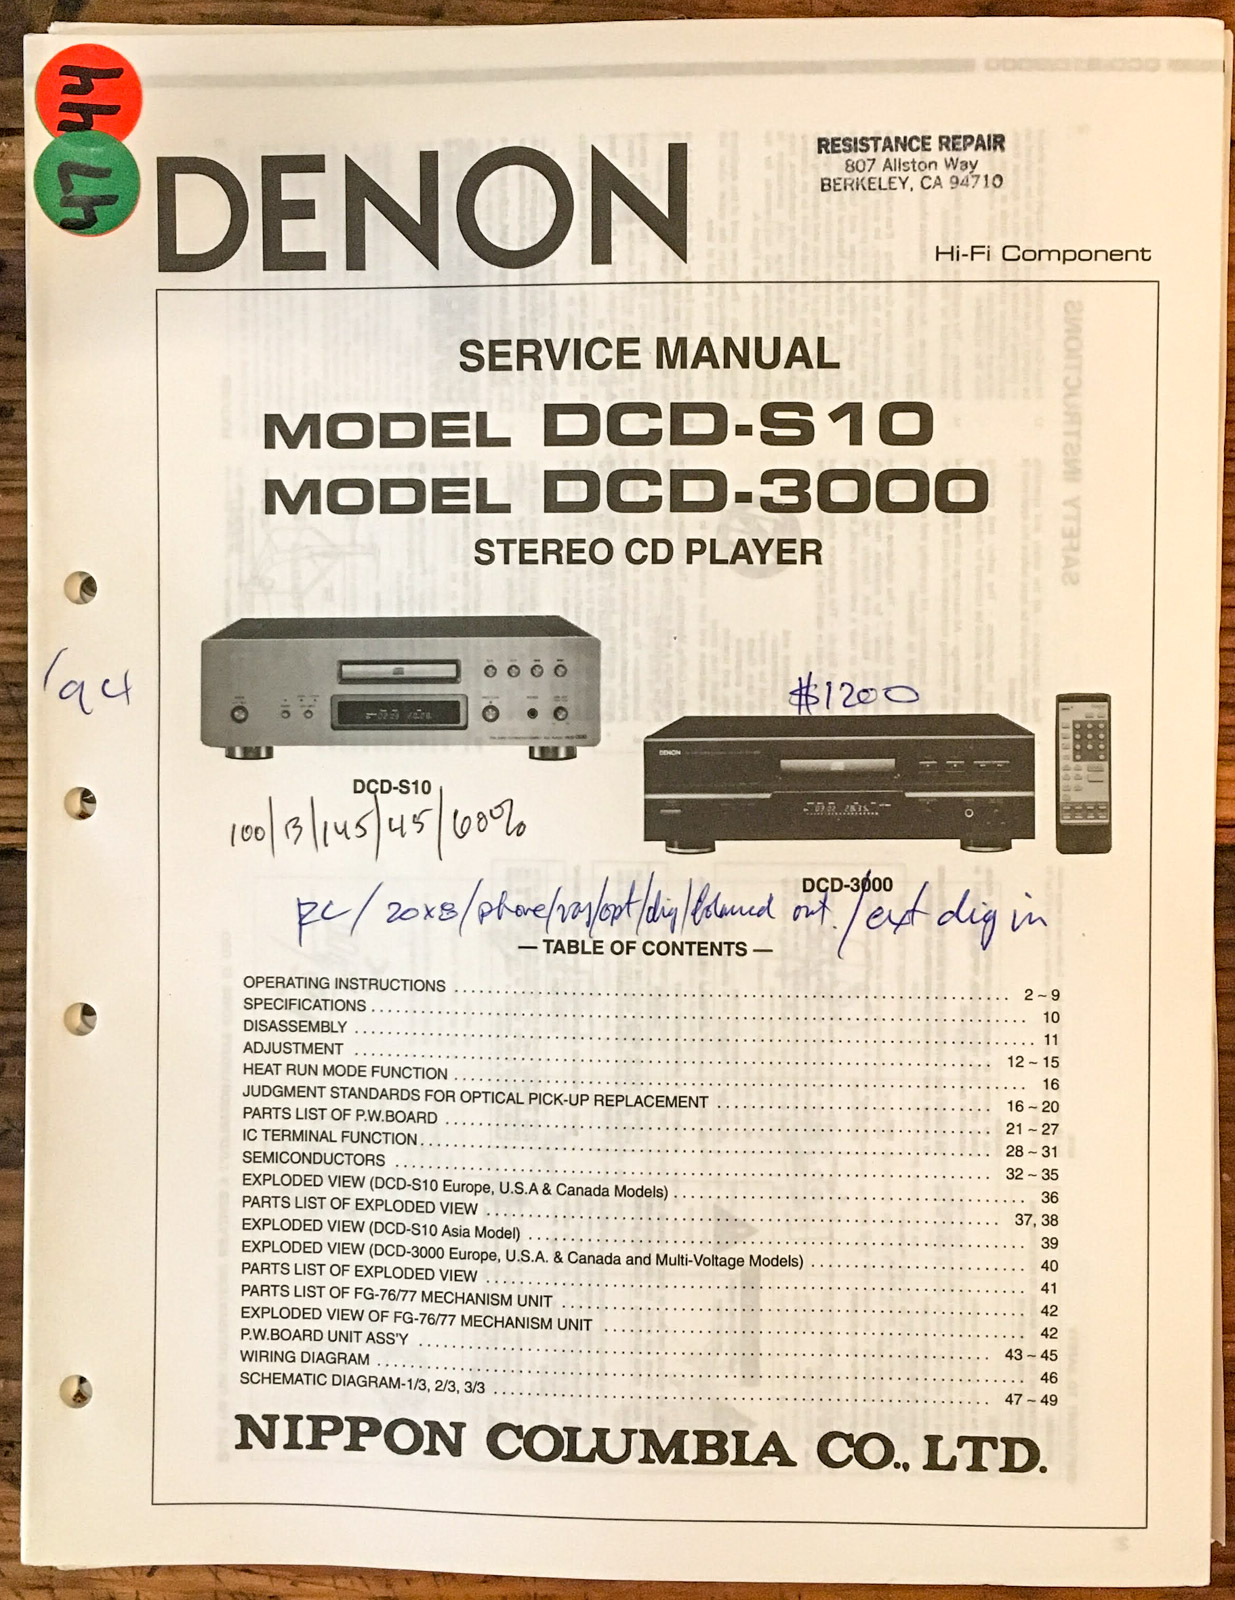 44
47
DENON
RESISTANCE REPAIR
807 Allston Way
BERKELEY, CA 94710
Hi-Fi Component
SERVICE MANUAL
MODEL DCD-S10
MODEL DCD-3000
STEREO CD PLAYER
SAFETY INSTRUCTIONS
'94
$1200
DENON
DCD-S10
100/13/145/45/60%
DCD-3000
RC/20x8/phone/var/opt/dig/balanced out./ext dig in
— TABLE OF CONTENTS —
OPERATING INSTRUCTIONS 2 ~ 9
SPECIFICATIONS 10
DISASSEMBLY 11
ADJUSTMENT 12 ~ 15
HEAT RUN MODE FUNCTION 16
JUDGMENT STANDARDS FOR OPTICAL PICK-UP REPLACEMENT 16 ~ 20
PARTS LIST OF P.W.BOARD 21 ~ 27
IC TERMINAL FUNCTION 28 ~ 31
SEMICONDUCTORS 32 ~ 35
EXPLODED VIEW (DCD-S10 Europe, U.S.A & Canada Models) 36
PARTS LIST OF EXPLODED VIEW 37, 38
EXPLODED VIEW (DCD-S10 Asia Model) 39
EXPLODED VIEW (DCD-3000 Europe, U.S.A. & Canada and Multi-Voltage Models) 40
PARTS LIST OF EXPLODED VIEW 41
PARTS LIST OF FG-76/77 MECHANISM UNIT 42
EXPLODED VIEW OF FG-76/77 MECHANISM UNIT 42
P.W.BOARD UNIT ASS'Y 43 ~ 45
WIRING DIAGRAM 46
SCHEMATIC DIAGRAM-1/3, 2/3, 3/3 47 ~ 49
NIPPON COLUMBIA CO., LTD.